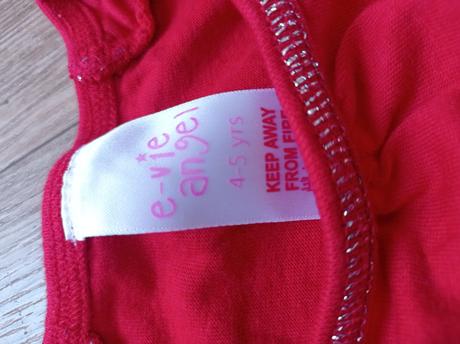 e-vie
angel
4-5 yrs
KEEP AWAY
FROM FIRE